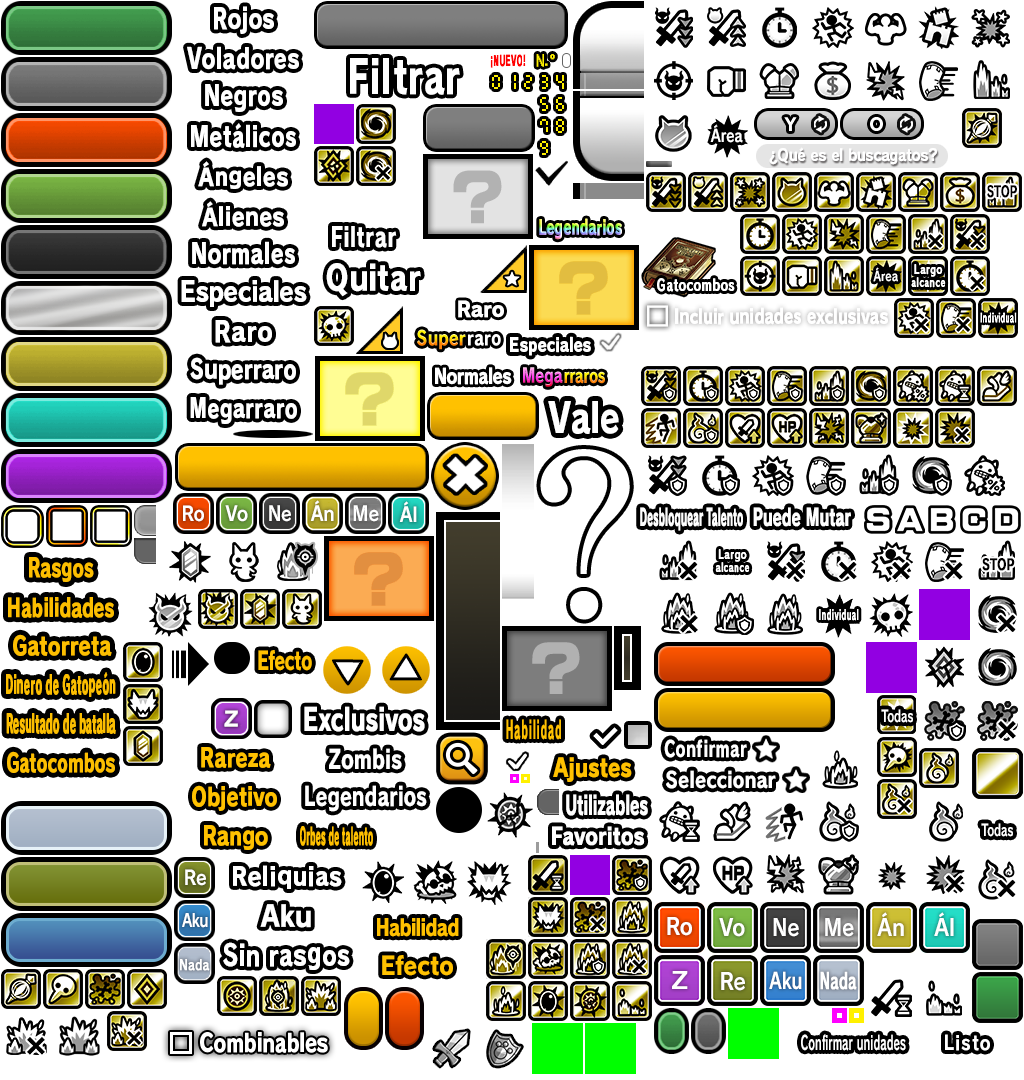 Rojos
Voladores
Negros
Metálicos
Ángeles
Álienes
Normales
Especiales
Raro
Superraro
Megarraro
Filtrar
¡NUEVO!
N.º
0 1 2 3 4
5 6
7 8
9
?
Legendarios
Filtrar
Quitar
?
Raro
Superraro
Especiales
Normales
Megarraros
?
Vale
Ro
Vo
Ne
Án
Me
Ál
?
?
?
Y
O
Área
¿Qué es el buscagatos?
STOP
Gatocombos
Área
Largo alcance
Incluir unidades exclusivas
Individual
HP
Desbloquear Talento
Puede Mutar
S A B C D
Largo alcance
STOP
Individual
Rasgos
Habilidades
Gatorreta
Dinero de Gatopeón
Resultado de batalla
Gatocombos
Efecto
Z
Exclusivos
Rareza
Zombis
Objetivo
Legendarios
Rango
Orbes de talento
Habilidad
Ajustes
Utilizables
Favoritos
Todas
Confirmar
Seleccionar
Todas
HP
Re
Aku
Nada
Reliquias
Aku
Sin rasgos
Habilidad
Efecto
Combinables
Ro
Vo
Ne
Me
Án
Ál
Z
Re
Aku
Nada
Confirmar unidades
Listo